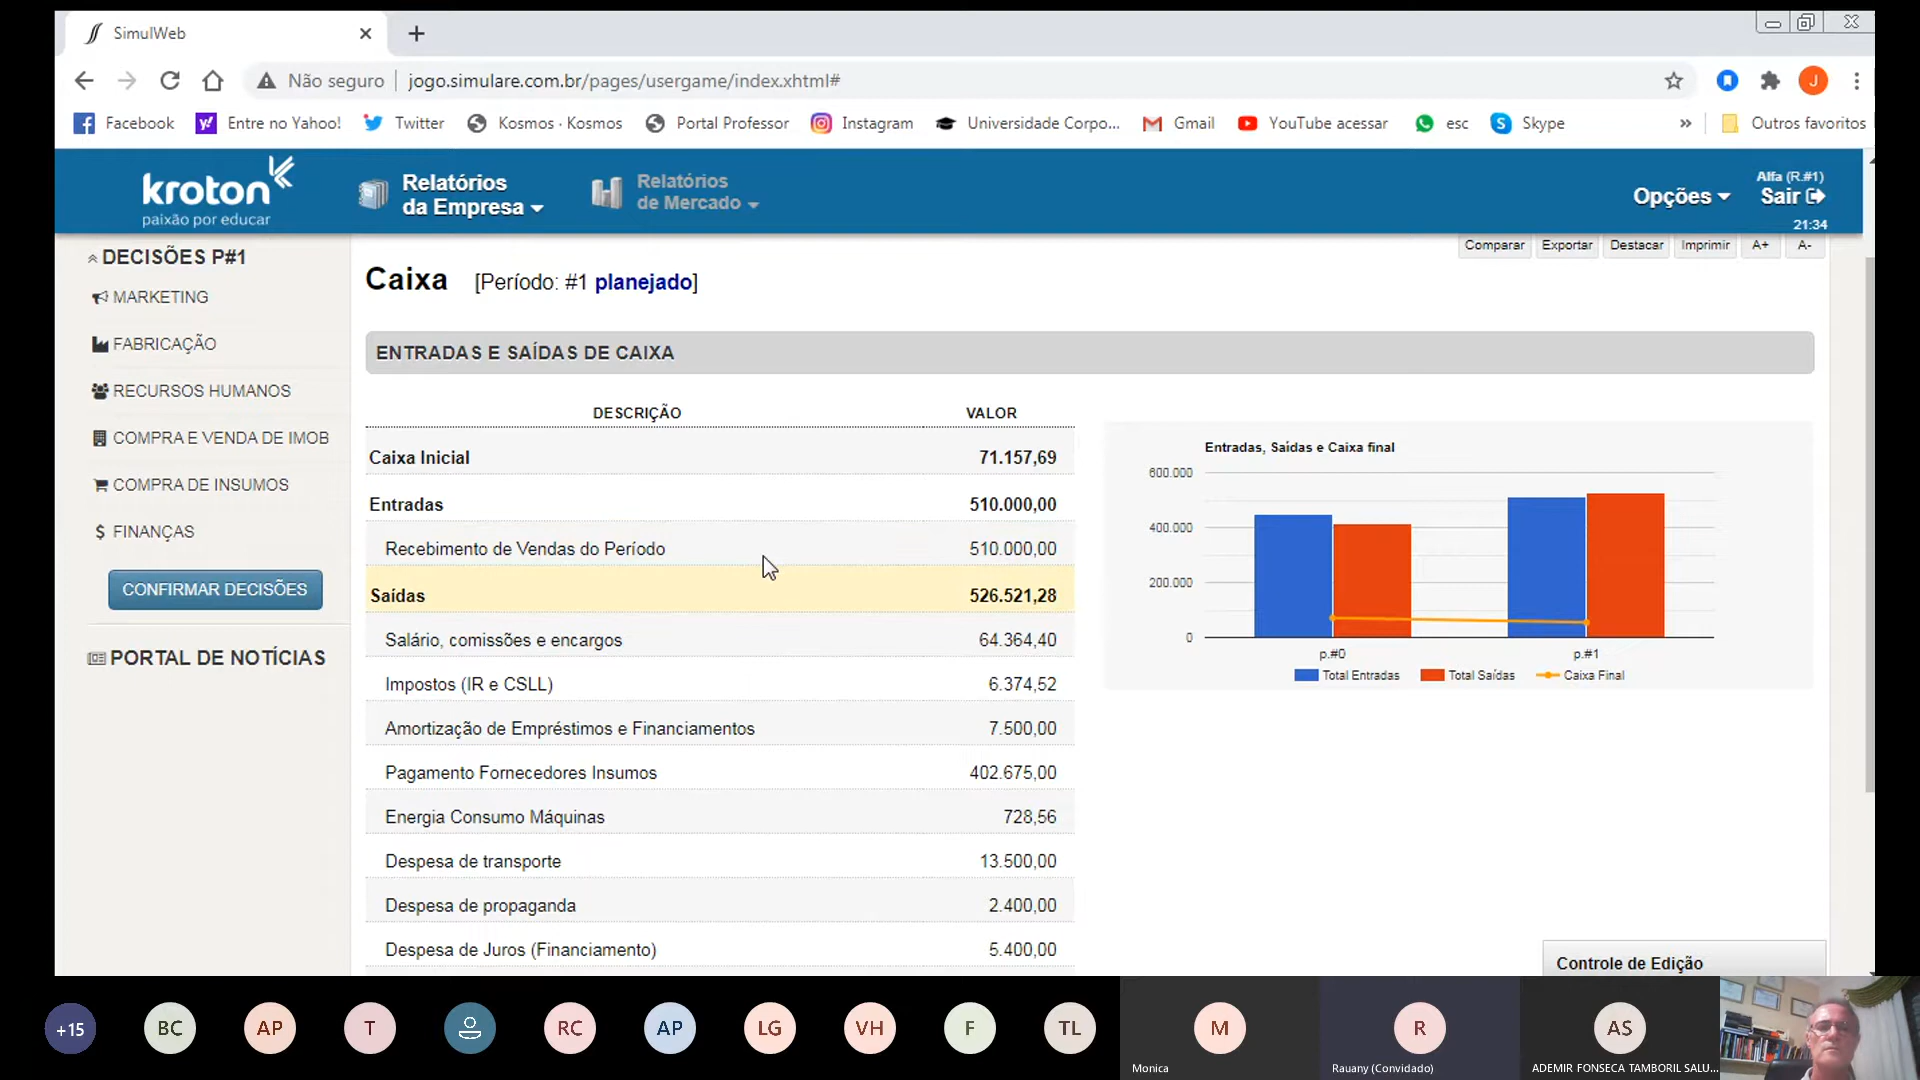 SimulWeb
Não seguro
jogo.simulare.com.br/pages/usergame/index.xhtml#
J
Facebook
Entre no Yahoo!
Twitter
Kosmos · Kosmos
Portal Professor
Instagram
Universidade Corpo...
Gmail
YouTube acessar
esc
Skype
»
Outros favoritos
kroton
paixão por educar
Relatórios
da Empresa
Relatórios
de Mercado
Opções
Alfa (R.#1)
Sair
21:34
DECISÕES P#1
MARKETING
FABRICAÇÃO
RECURSOS HUMANOS
COMPRA E VENDA DE IMOB
COMPRA DE INSUMOS
$ FINANÇAS
CONFIRMAR DECISÕES
PORTAL DE NOTÍCIAS
Comparar Exportar Destacar Imprimir A+ A-
Caixa [Período: #1 planejado]
ENTRADAS E SAÍDAS DE CAIXA
DESCRIÇÃO VALOR
Caixa Inicial 71.157,69
Entradas 510.000,00
Recebimento de Vendas do Período 510.000,00
Saídas 526.521,28
Salário, comissões e encargos 64.364,40
Impostos (IR e CSLL) 6.374,52
Amortização de Empréstimos e Financiamentos 7.500,00
Pagamento Fornecedores Insumos 402.675,00
Energia Consumo Máquinas 728,56
Despesa de transporte 13.500,00
Despesa de propaganda 2.400,00
Despesa de Juros (Financiamento) 5.400,00
Entradas, Saídas e Caixa final
600.000
400.000
200.000
0
p.#0 p.#1
Total Entradas Total Saídas Caixa Final
Controle de Edição
+15
BC
AP
T
RC
AP
LG
VH
F
TL
M
Monica
R
Rauany (Convidado)
AS
ADEMIR FONSECA TAMBORIL SALU...